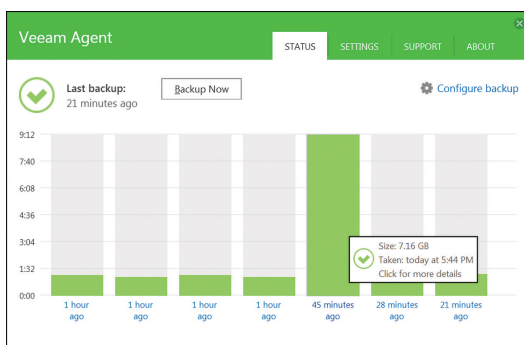 Veeam Agent
STATUS SETTINGS SUPPORT ABOUT
Last backup:
21 minutes ago
Backup Now
Configure backup
9:12
7:40
6:08
4:36
3:04
1:32
0:00
Size: 7.16 GB
Taken: today at 5:44 PM
Click for more details
1 hour ago
1 hour ago
1 hour ago
1 hour ago
45 minutes ago
28 minutes ago
21 minutes ago